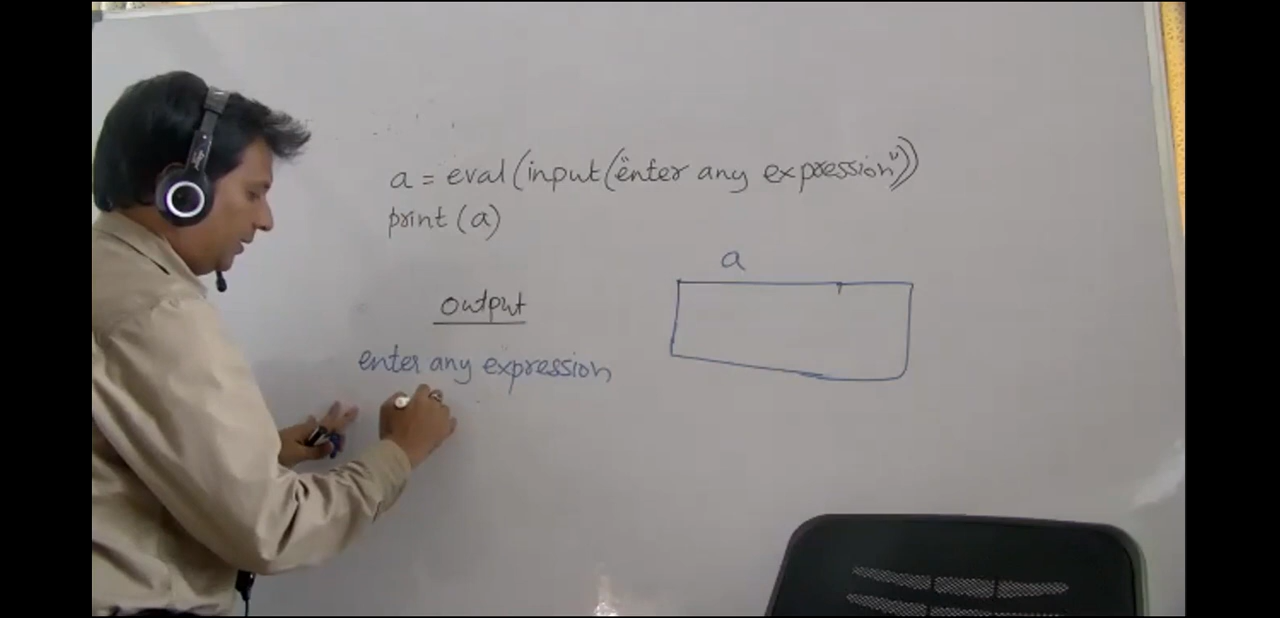 a = eval(input("enter any expression"))
print (a)
a
output
enter any expression